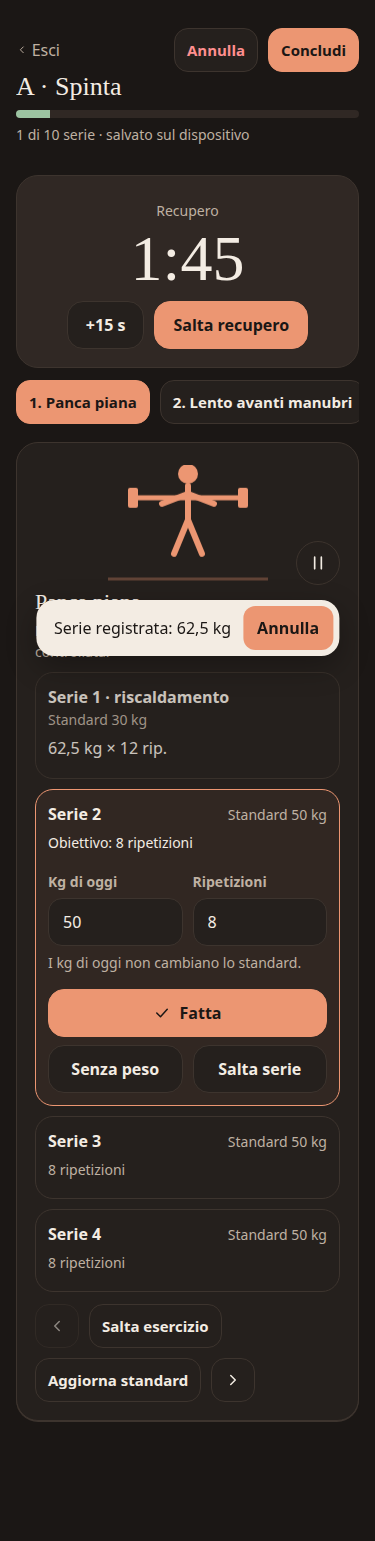 Esci
Annulla
Concludi
A · Spinta
1 di 10 serie · salvato sul dispositivo
Recupero
1:45
+15 s
Salta recupero
1. Panca piana
2. Lento avanti manubri
Serie registrata: 62,5 kg
Annulla
Serie 1 · riscaldamento
Standard 30 kg
62,5 kg × 12 rip.
Serie 2
Standard 50 kg
Obiettivo: 8 ripetizioni
Kg di oggi
Ripetizioni
50
8
I kg di oggi non cambiano lo standard.
Fatta
Senza peso
Salta serie
Serie 3
Standard 50 kg
8 ripetizioni
Serie 4
Standard 50 kg
8 ripetizioni
Salta esercizio
Aggiorna standard